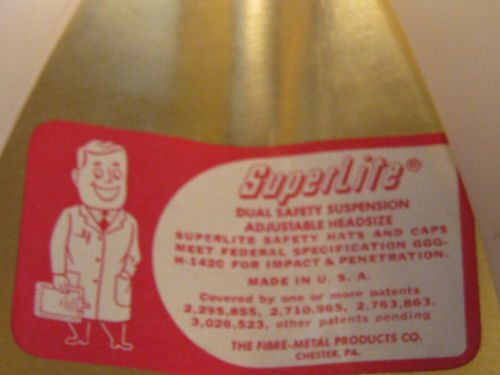 SuperLite®
DUAL SAFETY SUSPENSION
ADJUSTABLE HEADSIZE
SUPERLITE SAFETY HATS AND CAPS
MEET FEDERAL SPECIFICATION GGG-
H-142C FOR IMPACT & PENETRATION.
MADE IN U. S. A.
Covered by one or more patents
2,295,855, 2,710,965, 2,763,863,
3,026,523, other patents pending
THE FIBRE-METAL PRODUCTS CO.
CHESTER, PA.